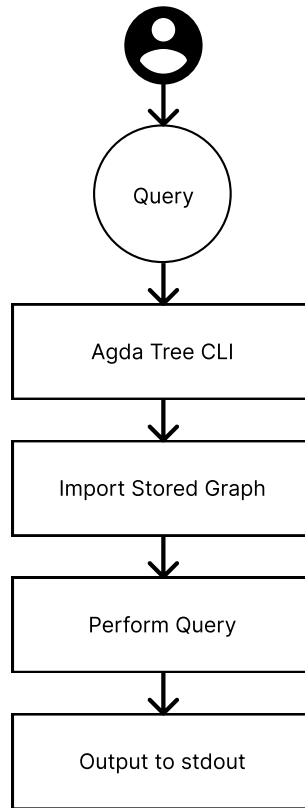 Query
Agda Tree CLI
Import Stored Graph
Perform Query
Output to stdout